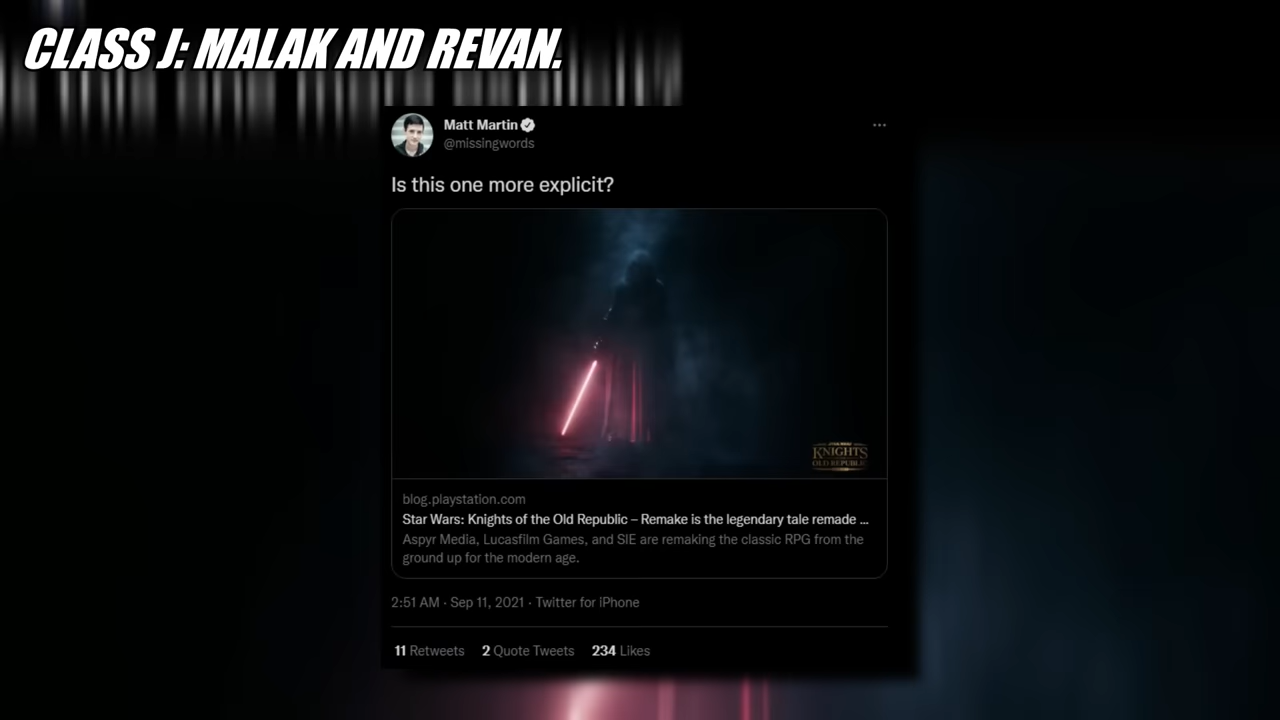 CLASS J: MALAK AND REVAN.
Matt Martin
@missingwords
Is this one more explicit?
STAR WARS
KNIGHTS
OLD REPUBLIC
blog.playstation.com
Star Wars: Knights of the Old Republic – Remake is the legendary tale remade ...
Aspyr Media, Lucasfilm Games, and SIE are remaking the classic RPG from the
ground up for the modern age.
2:51 AM · Sep 11, 2021 · Twitter for iPhone
11 Retweets 2 Quote Tweets 234 Likes